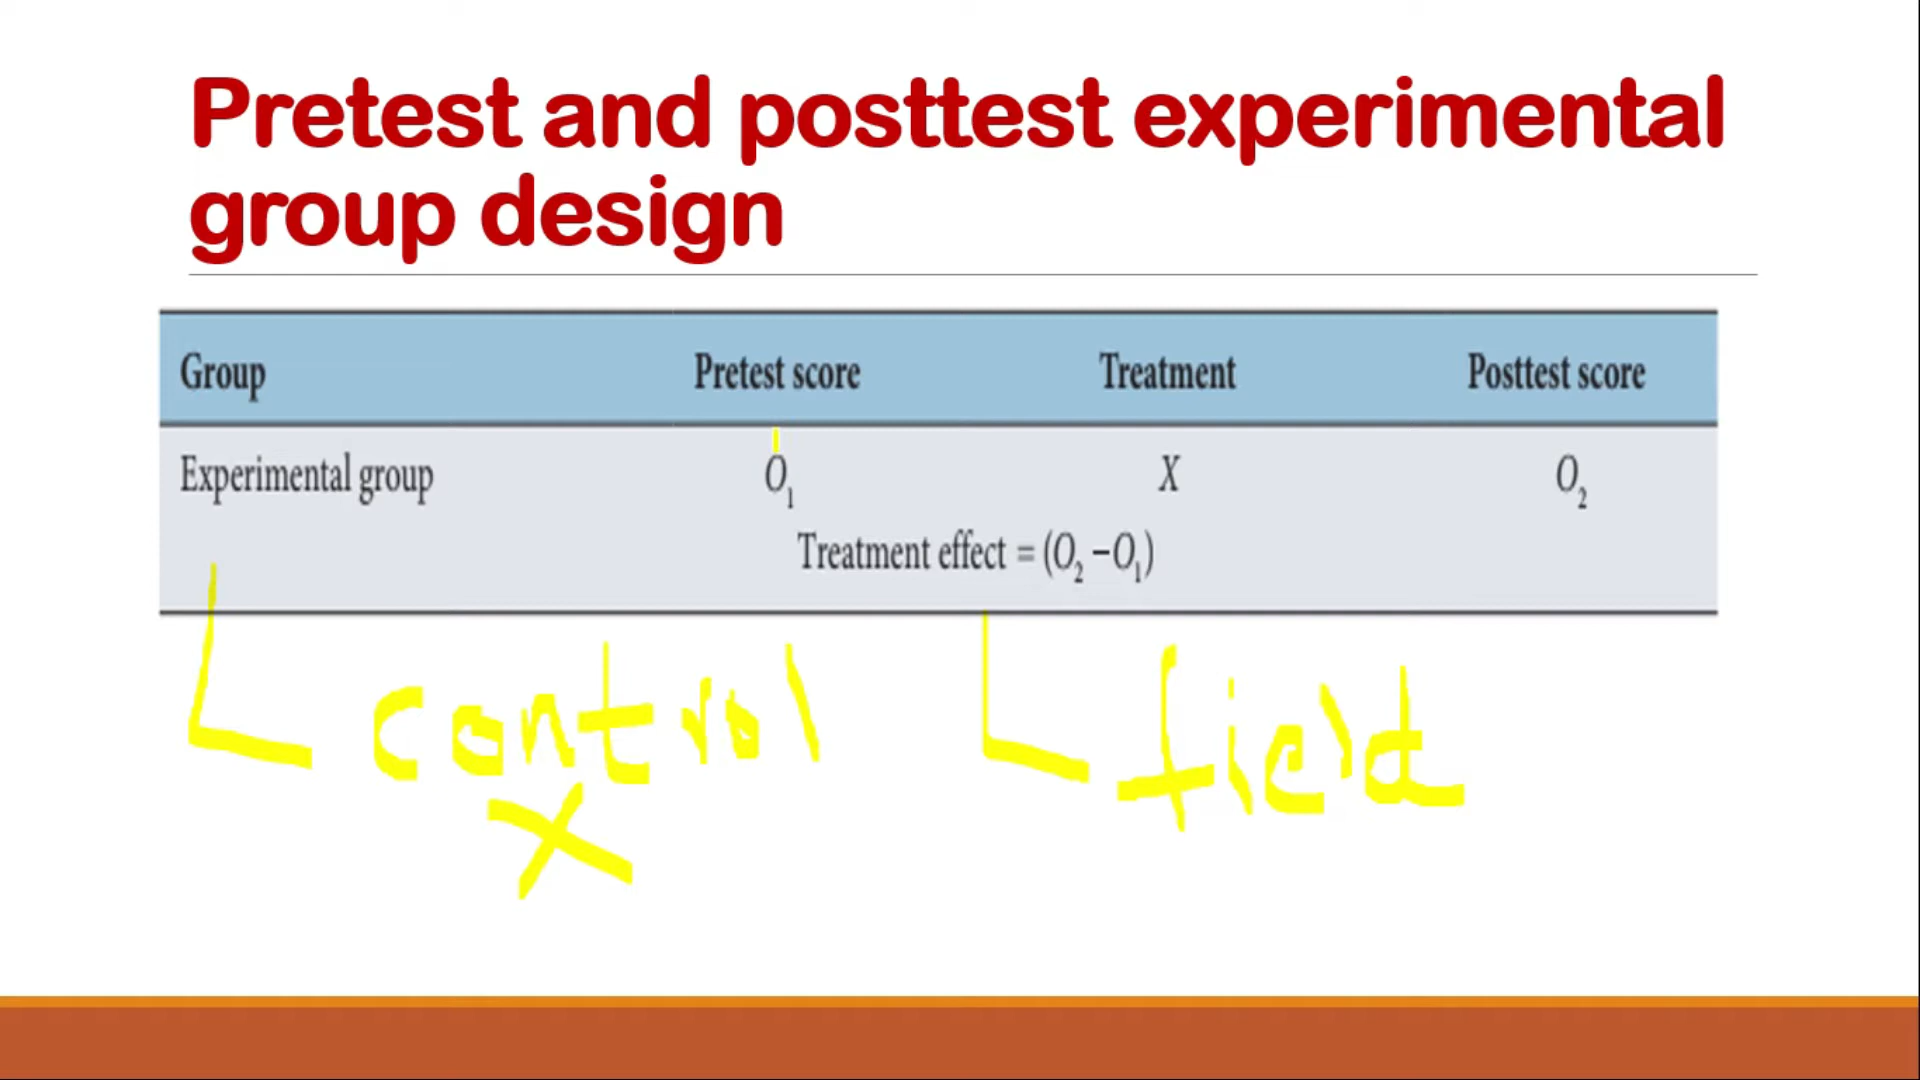 Pretest and posttest experimental
group design
Group Pretest score Treatment Posttest score
Experimental group O₁ X O₂
Treatment effect = (O₂ −O₁)
control field
X